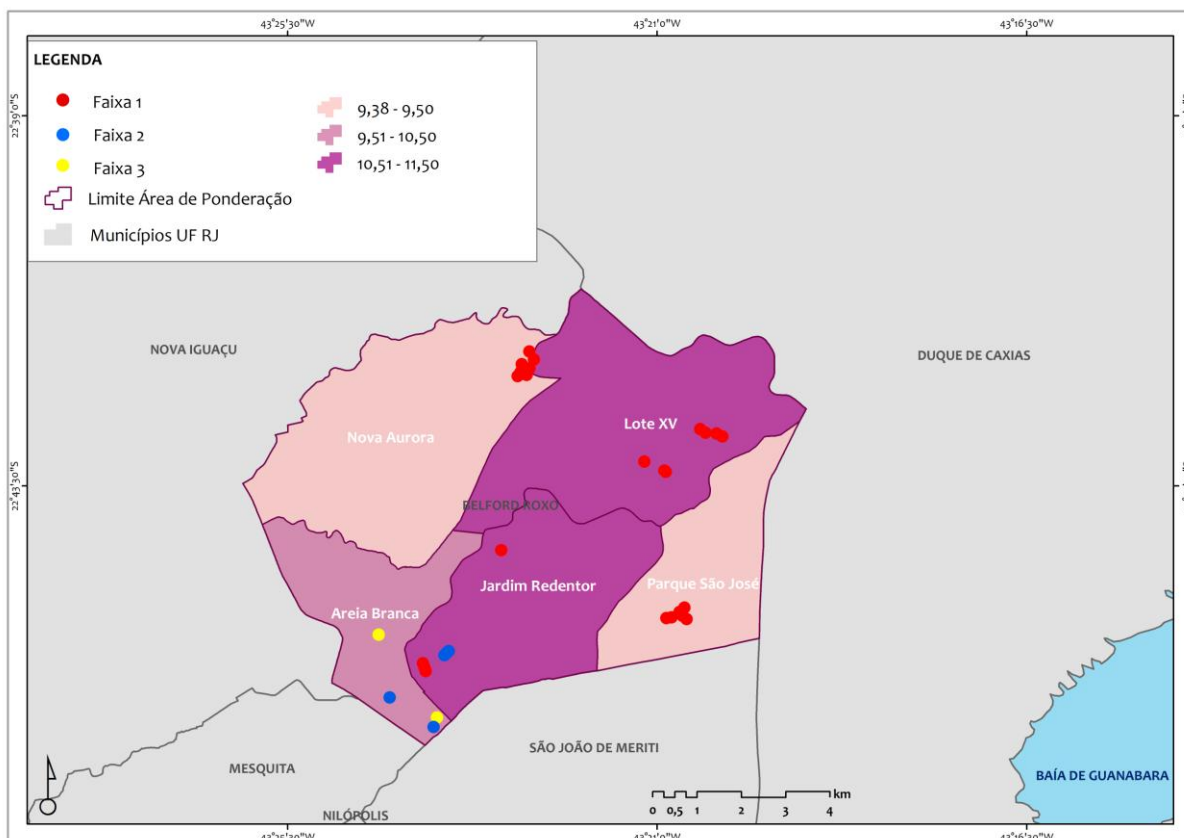 43°25'30"W 43°21'0"W 43°16'30"W
LEGENDA
Faixa 1
Faixa 2
Faixa 3
Limite Área de Ponderação
Municípios UF RJ
9,38 - 9,50
9,51 - 10,50
10,51 - 11,50
22°39'0"S
NOVA IGUAÇU
DUQUE DE CAXIAS
Lote XV
Nova Aurora
22°43'30"S
BELFORD ROXO
Jardim Redentor
Parque São José
Areia Branca
SÃO JOÃO DE MERITI
MESQUITA
BAÍA DE GUANABARA
km
0 0,5 1 2 3 4
NILÓPOLIS